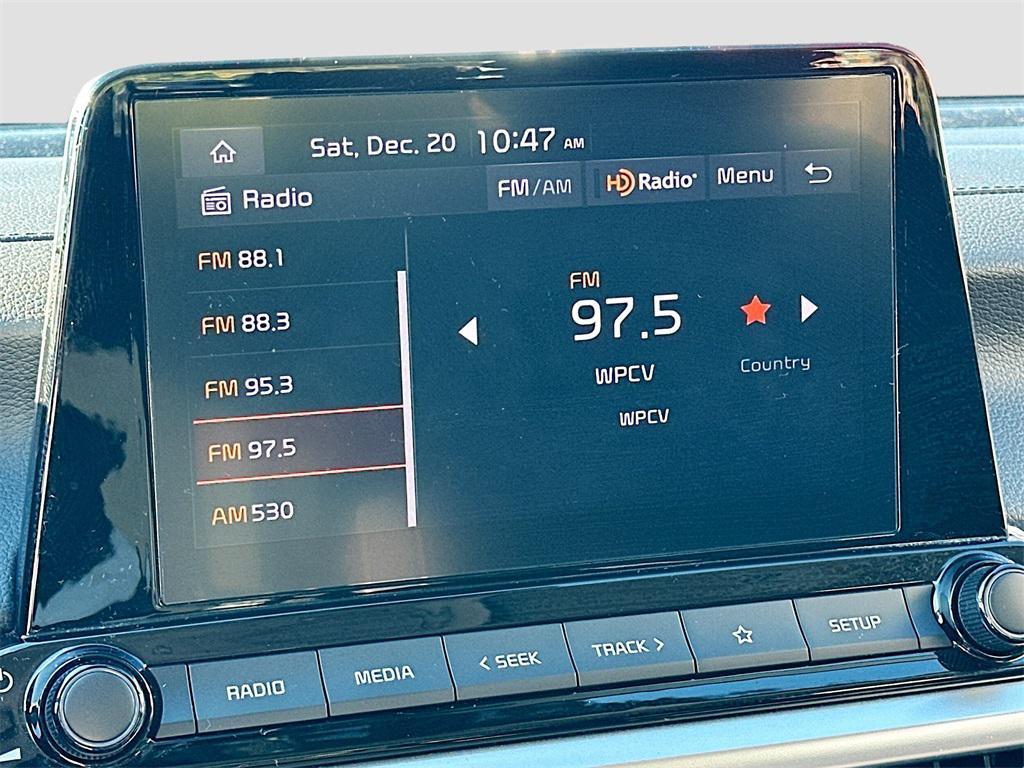 Sat, Dec. 20 10:47 AM
Radio FM/AM HD Radio Menu
FM 88.1
FM 88.3
FM 95.3
FM 97.5
AM 530
FM
97.5
WPCV
Country
WPCV
RADIO MEDIA < SEEK TRACK > SETUP